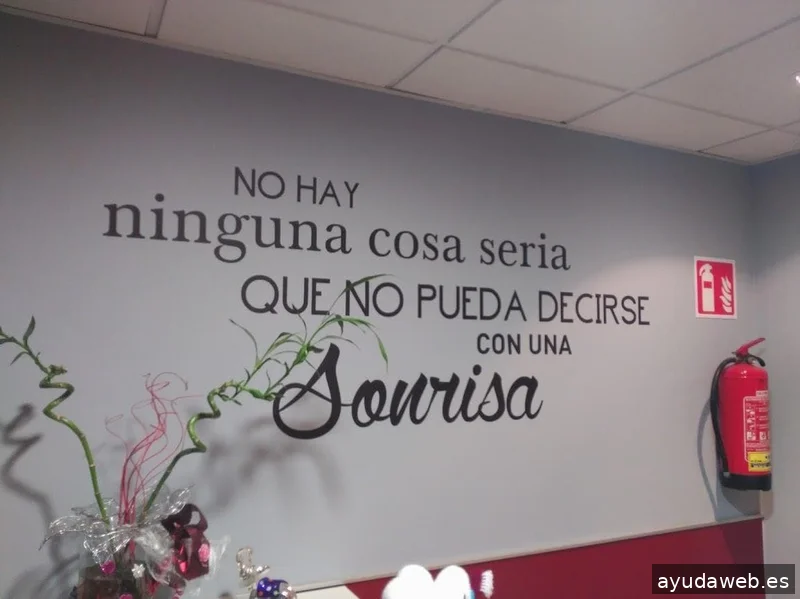 NO HAY
ninguna cosa seria
QUE NO PUEDA DECIRSE
CON UNA
Sonrisa
ayudaweb.es